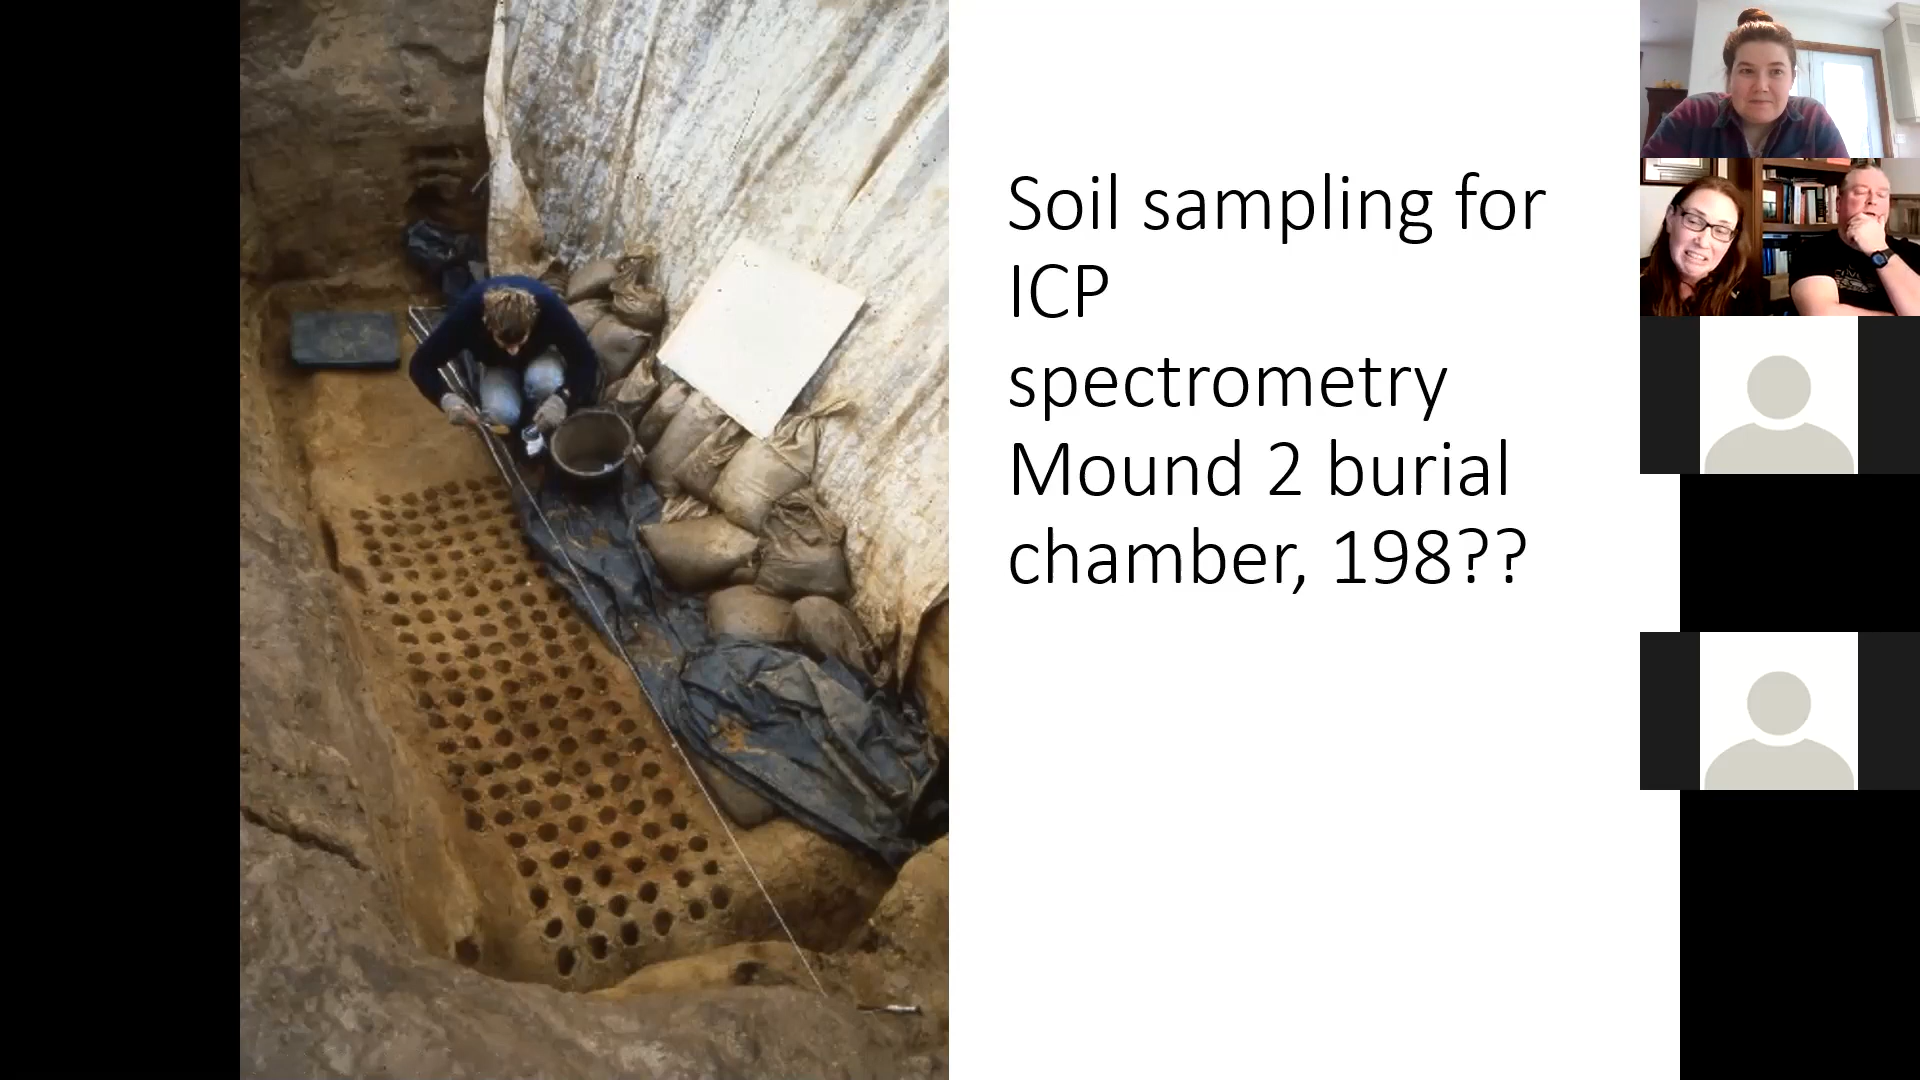 Soil sampling for
ICP
spectrometry
Mound 2 burial
chamber, 198??